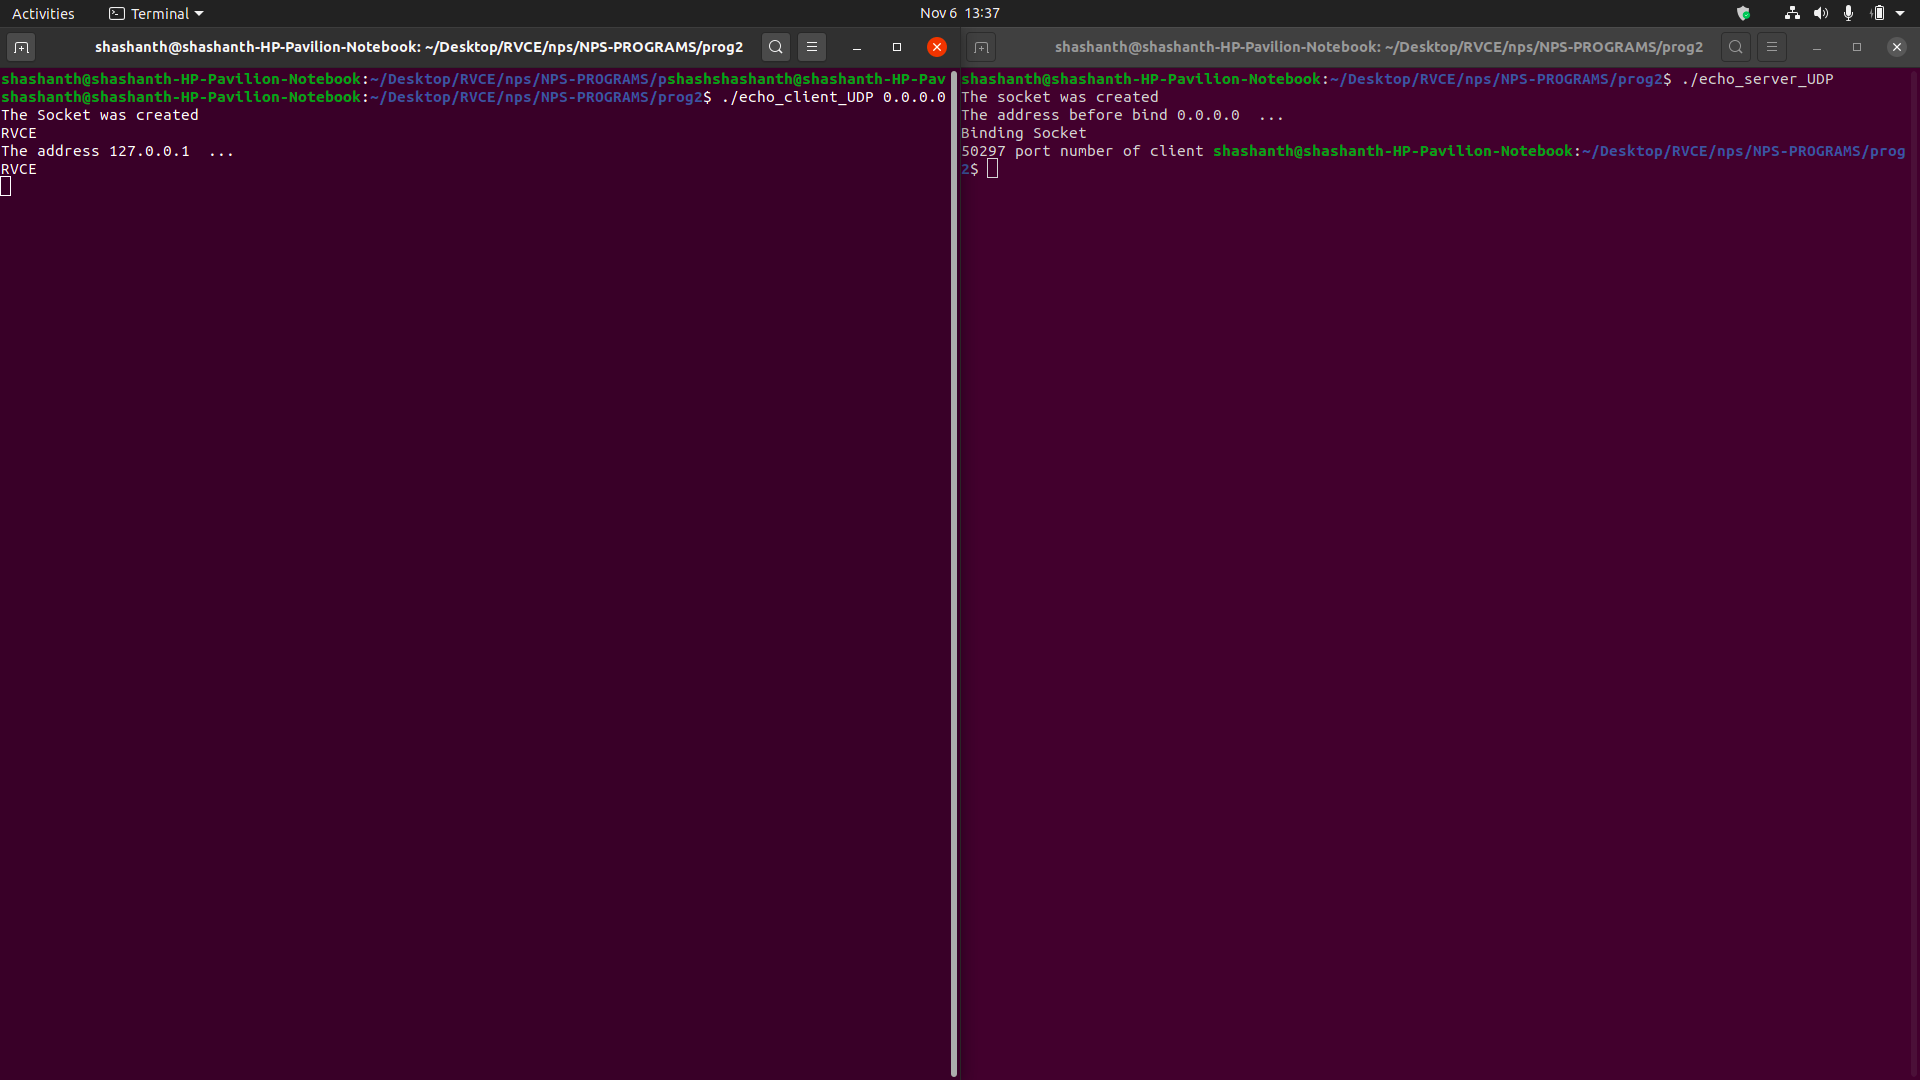 Activities Terminal Nov 6 13:37
shashanth@shashanth-HP-Pavilion-Notebook: ~/Desktop/RVCE/nps/NPS-PROGRAMS/prog2
shashanth@shashanth-HP-Pavilion-Notebook:~/Desktop/RVCE/nps/NPS-PROGRAMS/pshashshashanth@shashanth-HP-Pav
shashanth@shashanth-HP-Pavilion-Notebook:~/Desktop/RVCE/nps/NPS-PROGRAMS/prog2$ ./echo_client_UDP 0.0.0.0
The Socket was created
RVCE
The address 127.0.0.1  ...
RVCE
shashanth@shashanth-HP-Pavilion-Notebook: ~/Desktop/RVCE/nps/NPS-PROGRAMS/prog2
shashanth@shashanth-HP-Pavilion-Notebook:~/Desktop/RVCE/nps/NPS-PROGRAMS/prog2$ ./echo_server_UDP
The socket was created
The address before bind 0.0.0.0  ...
Binding Socket
50297 port number of client shashanth@shashanth-HP-Pavilion-Notebook:~/Desktop/RVCE/nps/NPS-PROGRAMS/prog
2$